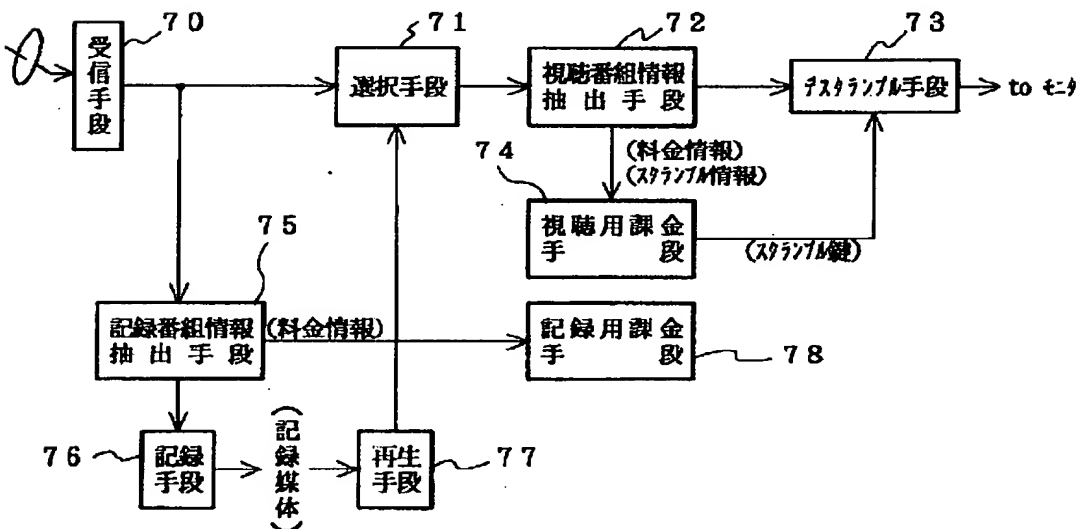 70
受信手段
71
選択手段
72
視聴番組情報
抽出手段
73
デスクランブル手段
to モニタ
(料金情報)
(スクランブル情報)
74
視聴用課金
手段
(スクランブル鍵)
75
記録番組情報
抽出手段
(料金情報)
記録用課金
手段
78
76
記録
手段
(記録媒体)
再生
手段
77